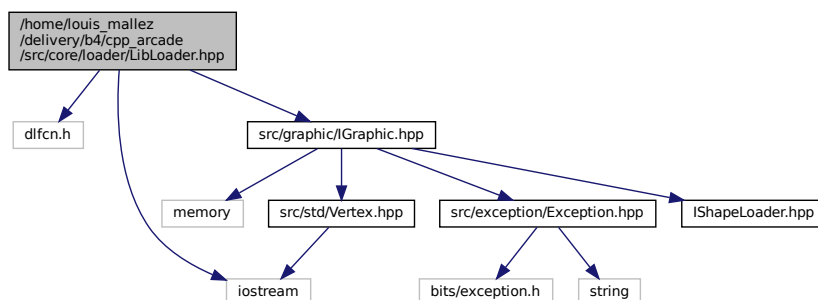 /home/louis_mallez
/delivery/b4/cpp_arcade
/src/core/loader/LibLoader.hpp
dlfcn.h
src/graphic/IGraphic.hpp
memory
src/std/Vertex.hpp
src/exception/Exception.hpp
IShapeLoader.hpp
iostream
bits/exception.h
string